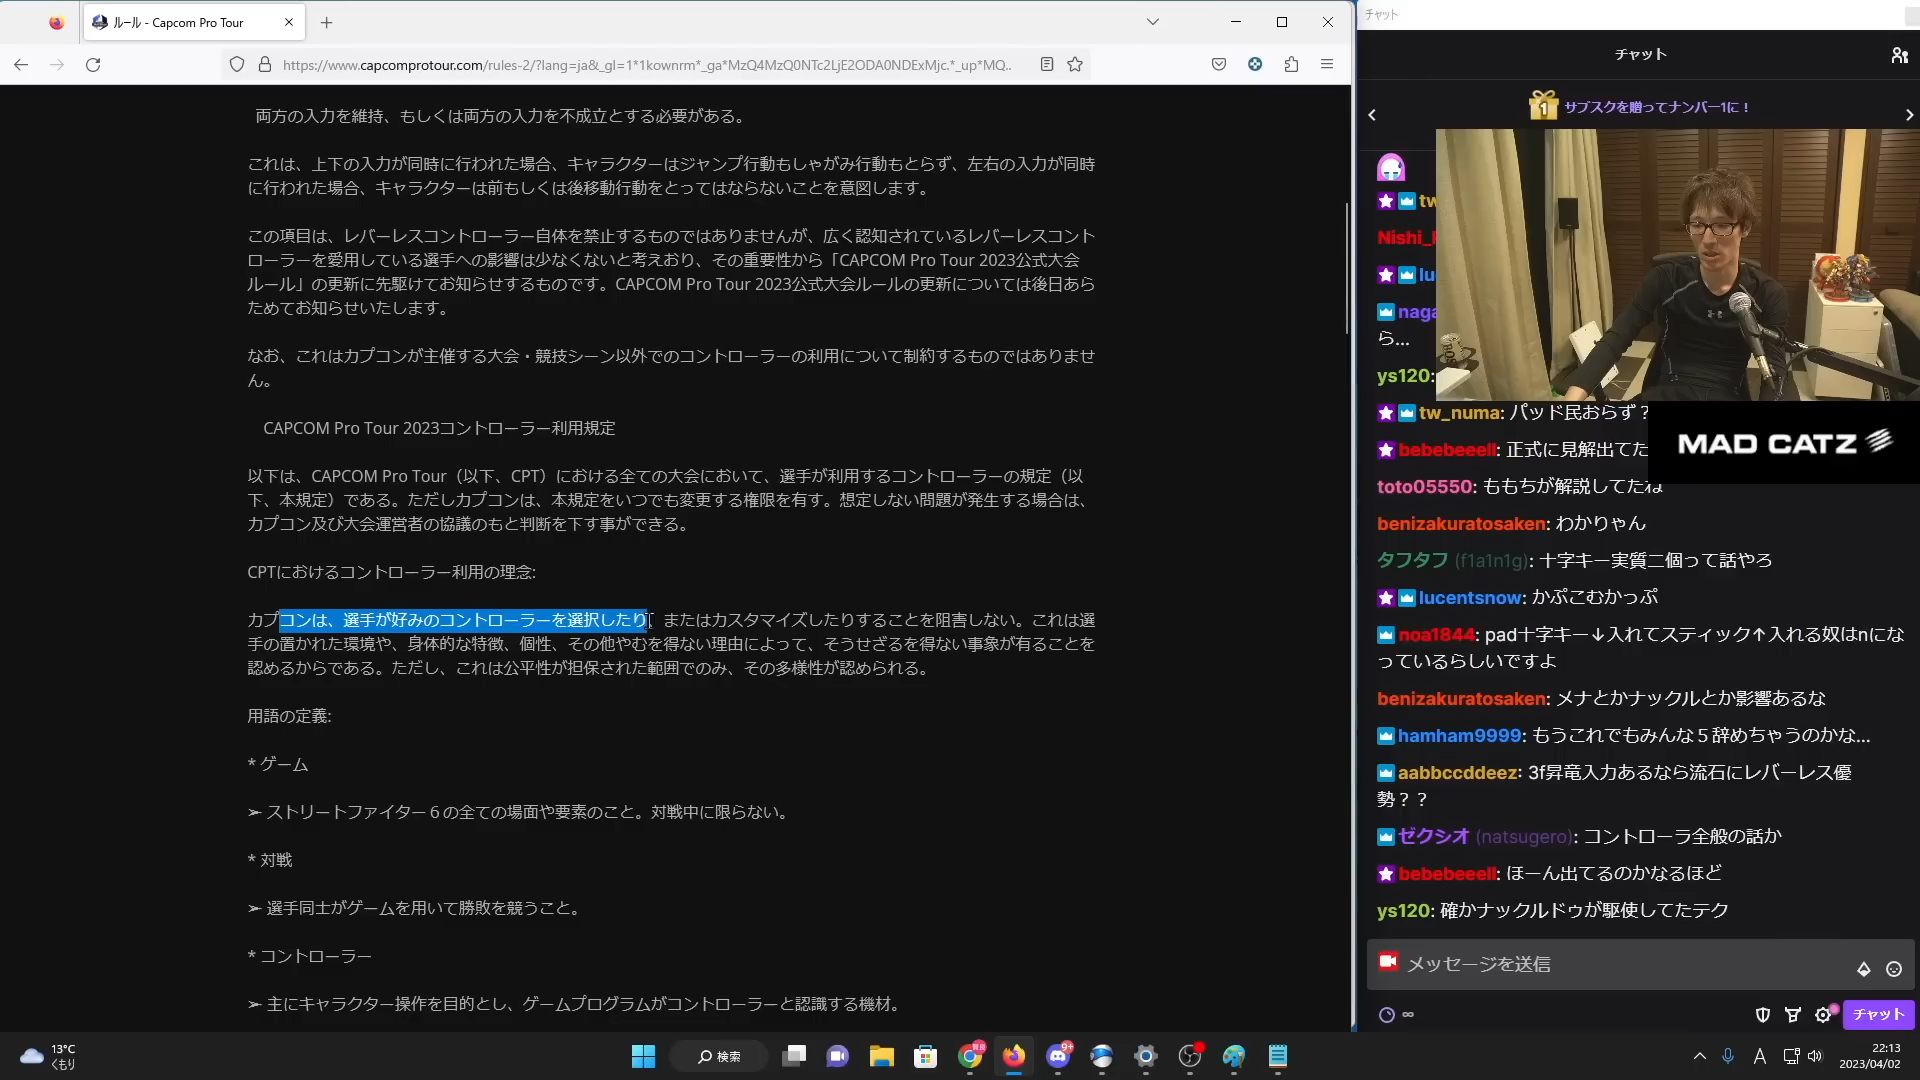 ルール - Capcom Pro Tour
https://www.capcomprotour.com/rules-2/?lang=ja&_gl=1*1kownrm*_ga*MzQ4MzQ0NTc2LjE2ODA0NDExMjc.*_up*MQ..
両方の入力を維持、もしくは両方の入力を不成立とする必要がある。
これは、上下の入力が同時に行われた場合、キャラクターはジャンプ行動もしゃがみ行動もとらず、左右の入力が同時
に行われた場合、キャラクターは前もしくは後移動行動をとってはならないことを意図します。
この項目は、レバーレスコントローラー自体を禁止するものではありませんが、広く認知されているレバーレスコント
ローラーを愛用している選手への影響は少なくないと考えおり、その重要性から「CAPCOM Pro Tour 2023公式大会
ルール」の更新に先駆けてお知らせするものです。CAPCOM Pro Tour 2023公式大会ルールの更新については後日あら
ためてお知らせいたします。
なお、これはカプコンが主催する大会・競技シーン以外でのコントローラーの利用について制約するものではありませ
ん。
CAPCOM Pro Tour 2023コントローラー利用規定
以下は、CAPCOM Pro Tour（以下、CPT）における全ての大会において、選手が利用するコントローラーの規定（以
下、本規定）である。ただしカプコンは、本規定をいつでも変更する権限を有す。想定しない問題が発生する場合は、
カプコン及び大会運営者の協議のもと判断を下す事ができる。
CPTにおけるコントローラー利用の理念:
カプコンは、選手が好みのコントローラーを選択したり、またはカスタマイズしたりすることを阻害しない。これは選
手の置かれた環境や、身体的な特徴、個性、その他やむを得ない理由によって、そうせざるを得ない事象が有ることを
認めるからである。ただし、これは公平性が担保された範囲でのみ、その多様性が認められる。
用語の定義:
* ゲーム
➢ ストリートファイター６の全ての場面や要素のこと。対戦中に限らない。
* 対戦
➢ 選手同士がゲームを用いて勝敗を競うこと。
* コントローラー
➢ 主にキャラクター操作を目的とし、ゲームプログラムがコントローラーと認識する機材。
チャット
チャット
1 サブスクを贈ってナンバー1に！
tw
Nishi_
lu
naga
ら...
ys120:
tw_numa: パッド民おらず？
MAD CATZ
bebebeeell: 正式に見解出てた
toto05550: ももちが解説してたね
benizakuratosaken: わかりゃん
タフタフ (f1a1n1g): 十字キー実質二個って話やろ
lucentsnow: かぷこむかっぷ
noa1844: pad十字キー↓入れてスティック↑入れる奴はnにな
っているらしいですよ
benizakuratosaken: メナとかナックルとか影響あるな
hamham9999: もうこれでもみんな５辞めちゃうのかな...
aabbccddeez: 3f昇竜入力あるなら流石にレバーレス優
勢？？
ゼクシオ (natsugero): コントローラ全般の話か
bebebeeell: ほーん出てるのかなるほど
ys120: 確かナックルドゥが駆使してたテク
メッセージを送信
∞
チャット
13°C
くもり
検索
9+
A
22:13
2023/04/02